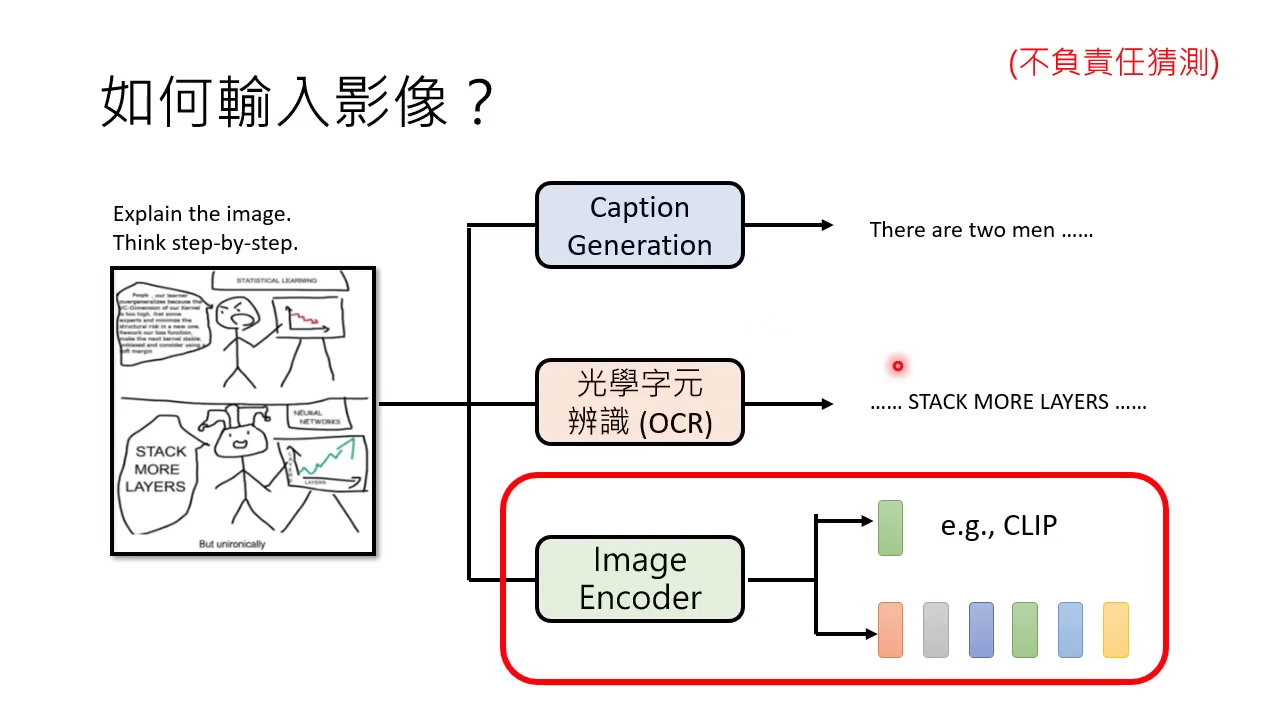 (不負責任猜測)
如何輸入影像？
Explain the image.
Think step-by-step.
STATISTICAL LEARNING
People, our learner
overgeneralizes because the
VC-Dimension of our Kernel
is too high. Get some
experts and minimize the
structural risk in a new one.
Rework our loss function,
make the next kernel stable,
unbiased and consider using a
soft margin
NEURAL
NETWORKS
STACK
MORE
LAYERS
LAYERS
But unironically
Caption
Generation
There are two men ......
光學字元
辨識 (OCR)
...... STACK MORE LAYERS ......
Image
Encoder
e.g., CLIP